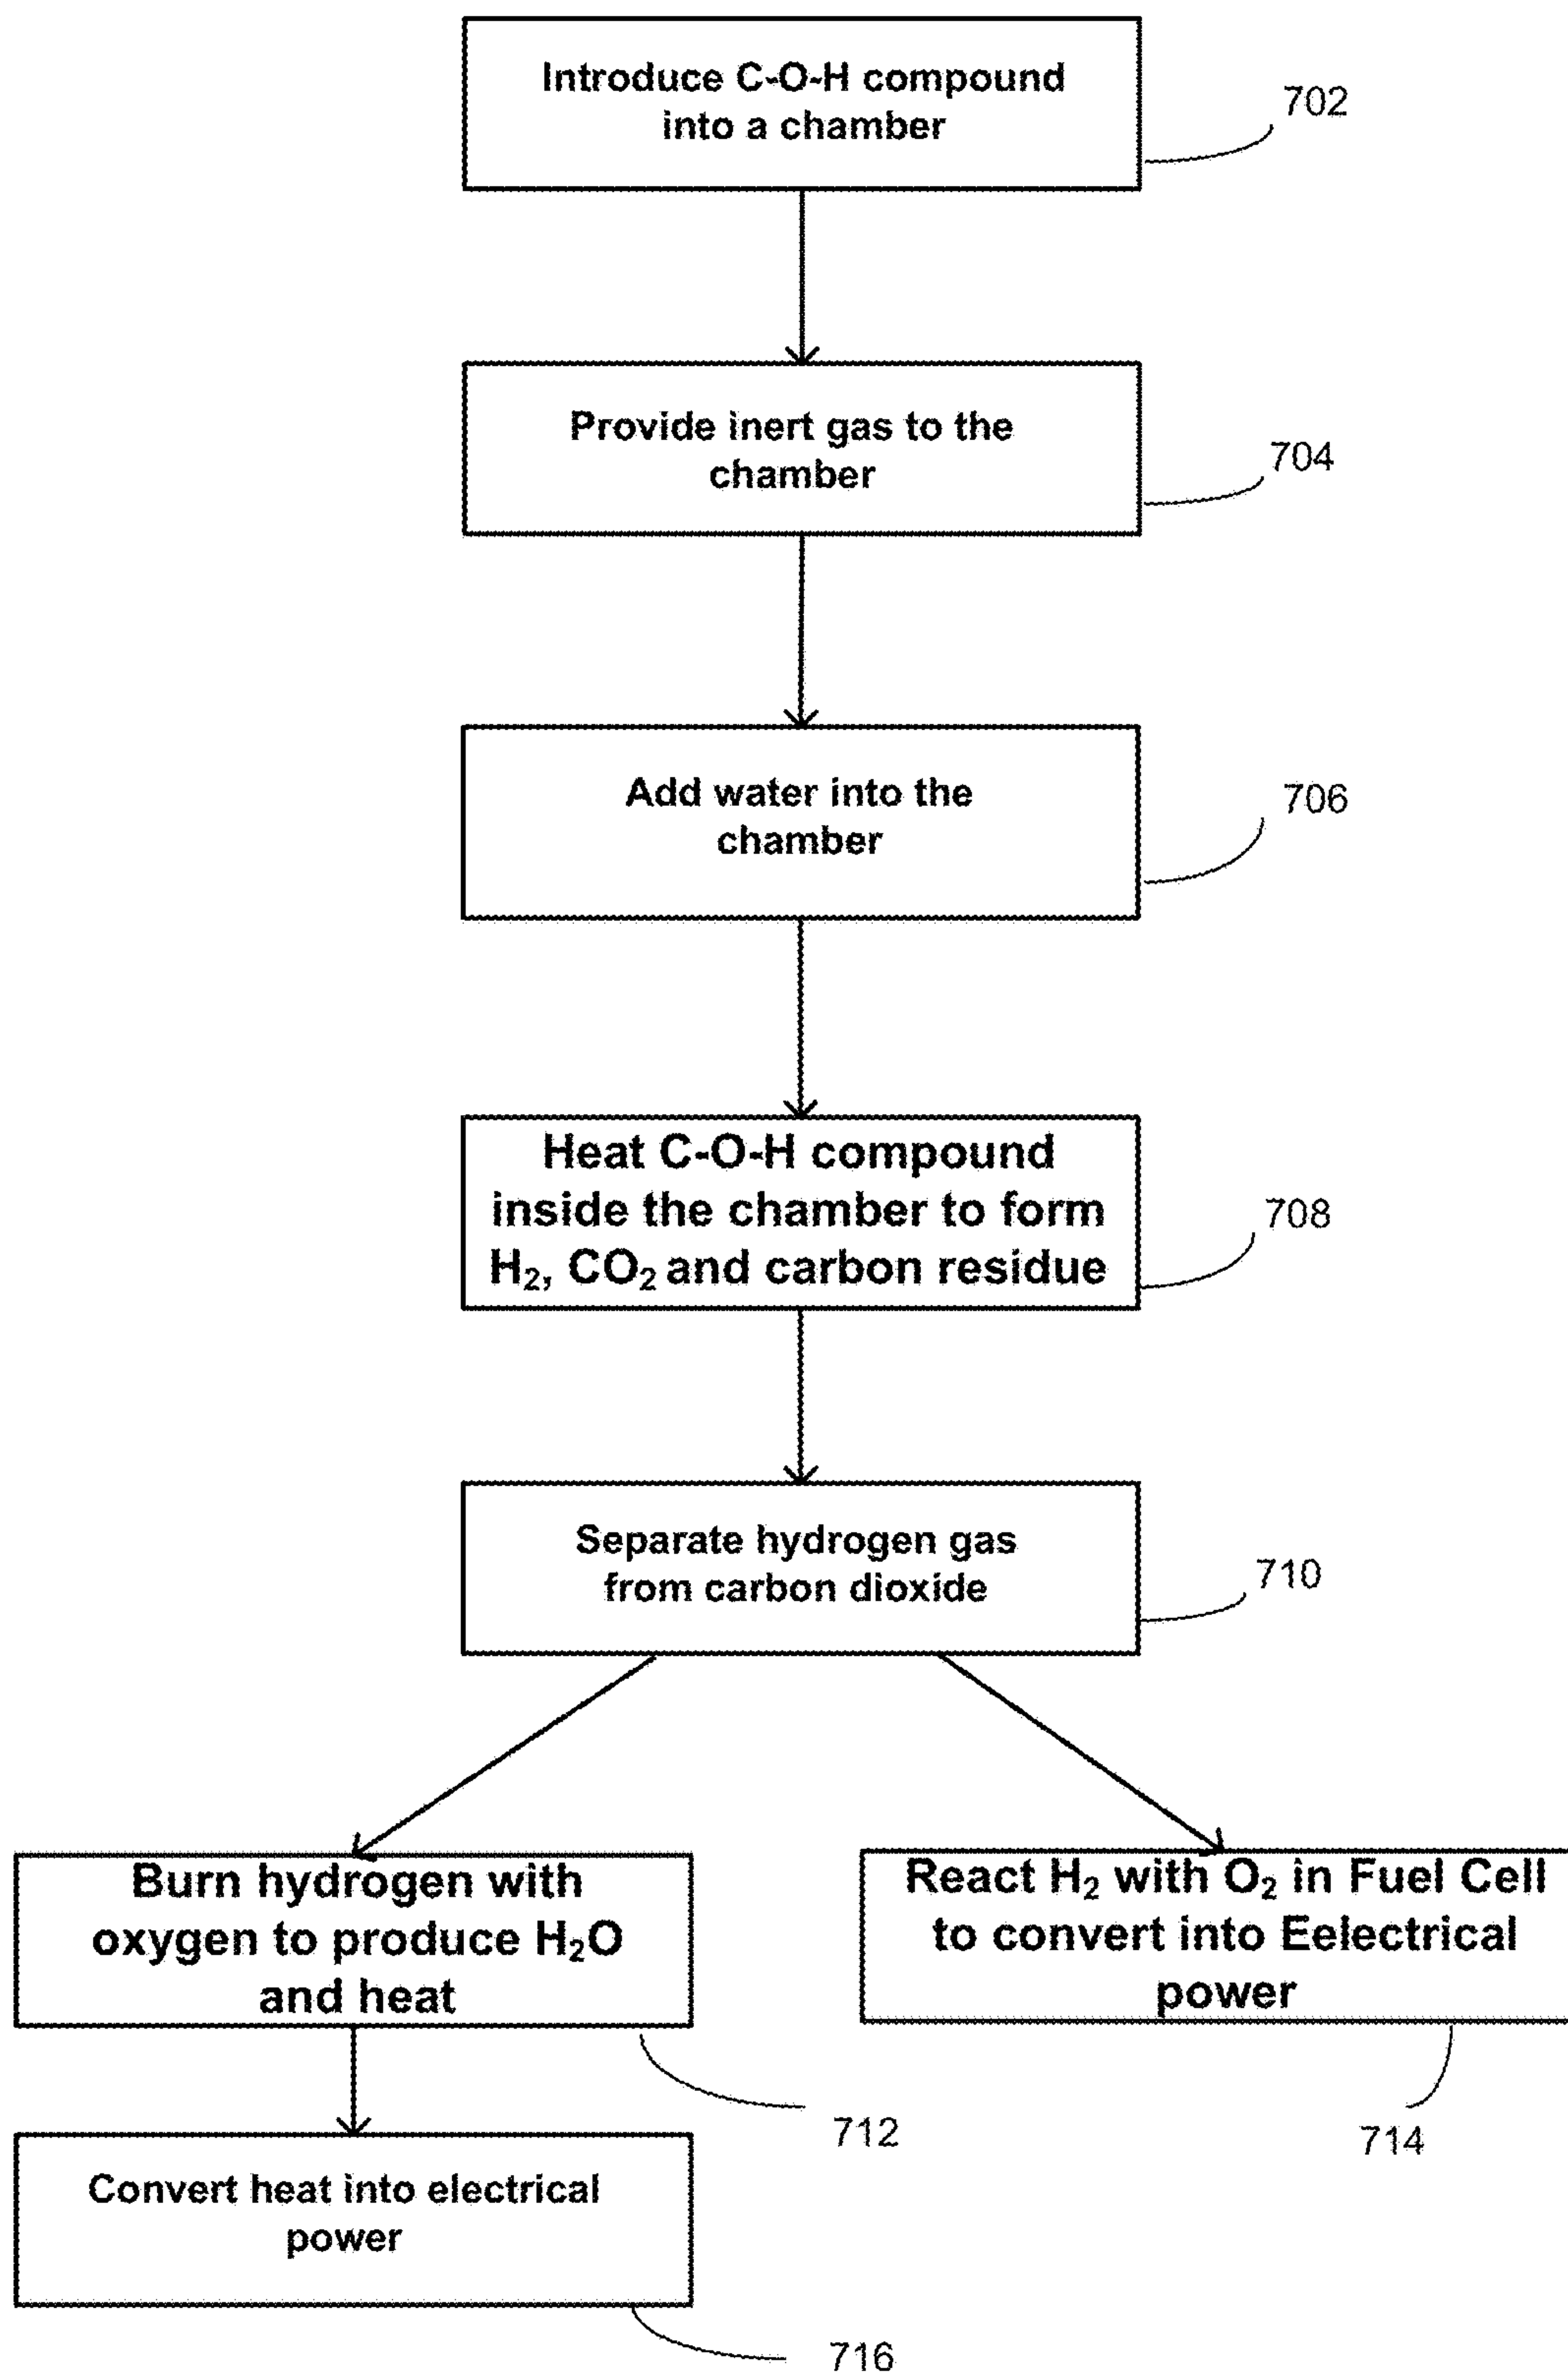 Introduce C-O-H compound
into a chamber
702
Provide inert gas to the
chamber
704
Add water into the
chamber
706
Heat C-O-H compound
inside the chamber to form
H₂, CO₂ and carbon residue
708
Separate hydrogen gas
from carbon dioxide
710
Burn hydrogen with
oxygen to produce H₂O
and heat
712
React H₂ with O₂ in Fuel Cell
to convert into Eelectrical
power
714
Convert heat into electrical
power
716